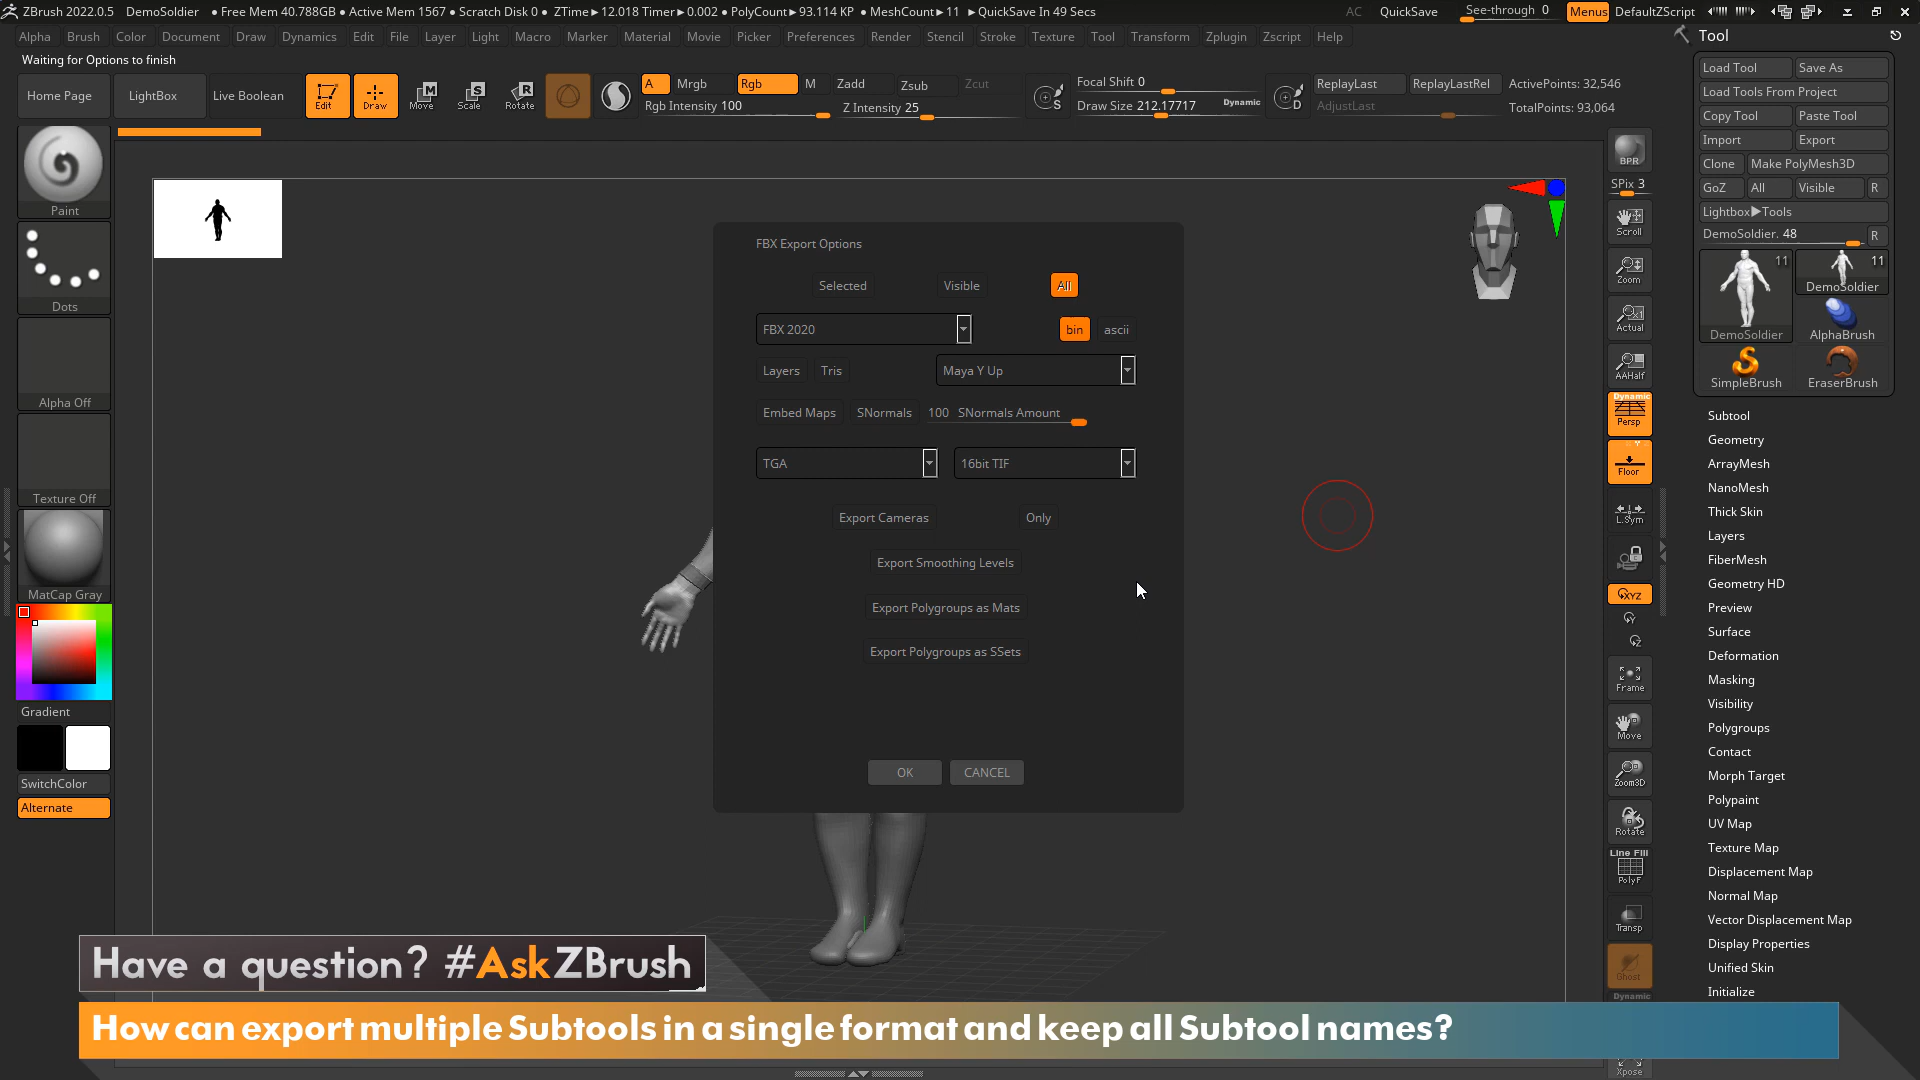 ZBrush 2022.0.5 DemoSoldier ● Free Mem 40.788GB ● Active Mem 1567 ● Scratch Disk 0 ● ZTime►12.018 Timer►0.002 ● PolyCount►93.114 KP ● MeshCount►11 ►QuickSave In 49 Secs AC QuickSave See-through 0 Menus DefaultZScript
Alpha Brush Color Document Draw Dynamics Edit File Layer Light Macro Marker Material Movie Picker Preferences Render Stencil Stroke Texture Tool Transform Zplugin Zscript Help
Waiting for Options to finish
Home Page LightBox Live Boolean Edit Draw Move Scale Rotate
A Mrgb Rgb M Zadd Zsub Zcut
Rgb Intensity 100 Z Intensity 25
Focal Shift 0
Draw Size 212.17717 Dynamic
S D
ReplayLast ReplayLastRel ActivePoints: 32,546
AdjustLast TotalPoints: 93,064
Paint
Dots
Alpha Off
Texture Off
MatCap Gray
Gradient
SwitchColor
Alternate
FBX Export Options
Selected Visible All
FBX 2020 bin ascii
Layers Tris Maya Y Up
Embed Maps SNormals 100 SNormals Amount
TGA 16bit TIF
Export Cameras Only
Export Smoothing Levels
Export Polygroups as Mats
Export Polygroups as SSets
OK CANCEL
BPR
SPix 3
Scroll
Zoom
Actual
AAHalf
Dynamic
Persp
Floor
L.Sym
XYZ
Y
Z
Frame
Move
Zoom3D
Rotate
Line Fill
PolyF
Transp
Ghost
Dynamic
Xpose
Tool
Load Tool Save As
Load Tools From Project
Copy Tool Paste Tool
Import Export
Clone Make PolyMesh3D
GoZ All Visible R
Lightbox►Tools
DemoSoldier. 48 R
11 11
DemoSoldier
DemoSoldier AlphaBrush
SimpleBrush EraserBrush
Subtool
Geometry
ArrayMesh
NanoMesh
Thick Skin
Layers
FiberMesh
Geometry HD
Preview
Surface
Deformation
Masking
Visibility
Polygroups
Contact
Morph Target
Polypaint
UV Map
Texture Map
Displacement Map
Normal Map
Vector Displacement Map
Display Properties
Unified Skin
Initialize
Have a question? #AskZBrush
How can export multiple Subtools in a single format and keep all Subtool names?